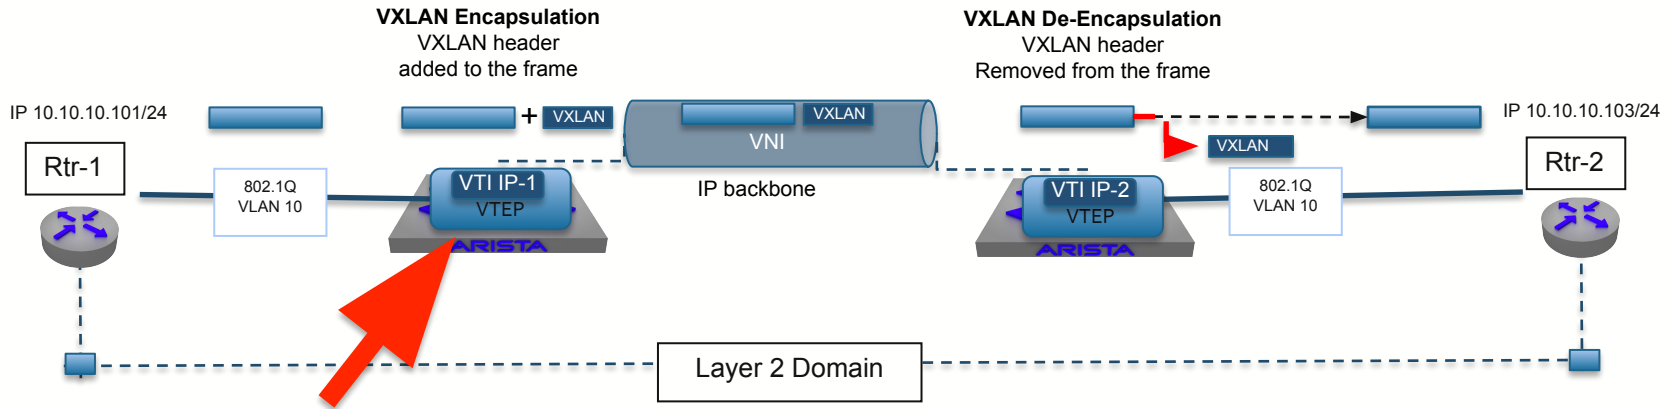 VXLAN Encapsulation
VXLAN header
added to the frame
VXLAN De-Encapsulation
VXLAN header
Removed from the frame
IP 10.10.10.101/24
+
VXLAN
VXLAN
VNI
VXLAN
IP 10.10.10.103/24
Rtr-1
802.1Q
VLAN 10
VTI IP-1
VTEP
ARISTA
IP backbone
VTI IP-2
VTEP
ARISTA
802.1Q
VLAN 10
Rtr-2
Layer 2 Domain